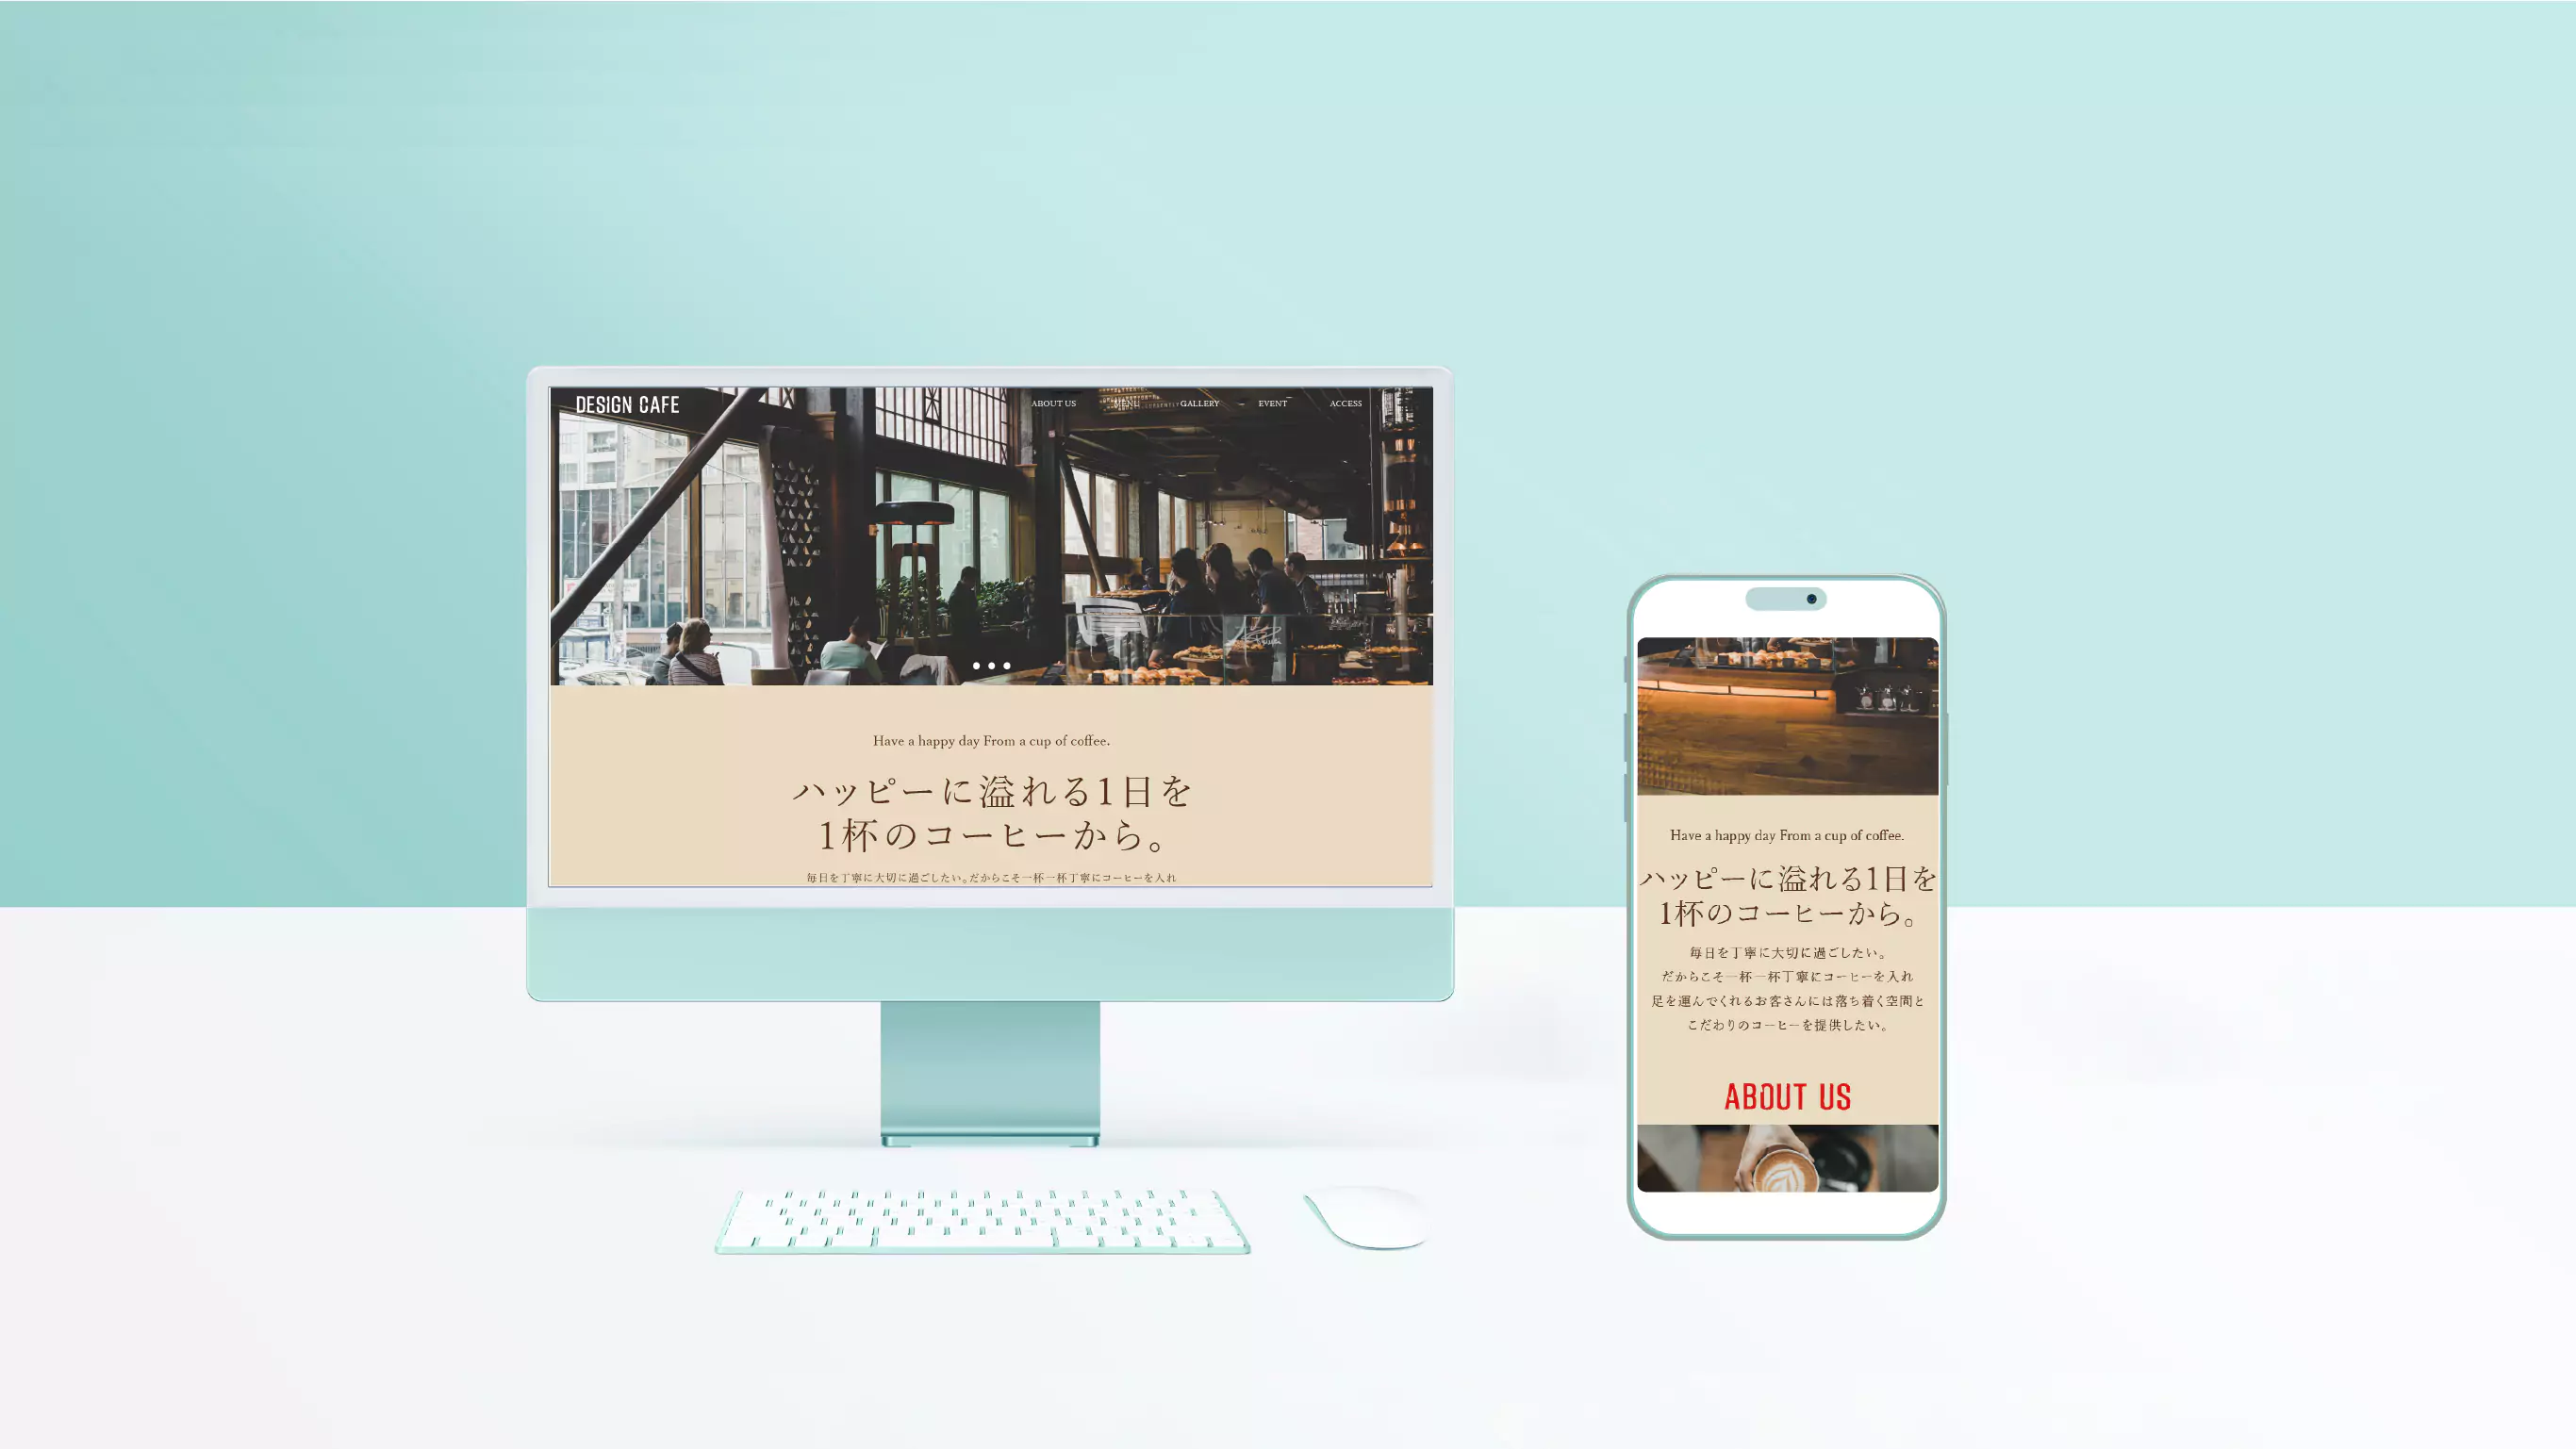 DESIGN CAFE
ABOUT US MENU GALLERY EVENT ACCESS
Have a happy day From a cup of coffee.
ハッピーに溢れる1日を
1杯のコーヒーから。
毎日を丁寧に大切に過ごしたい。だからこそ一杯一杯丁寧にコーヒーを入れ
Have a happy day From a cup of coffee.
ハッピーに溢れる1日を
1杯のコーヒーから。
毎日を丁寧に大切に過ごしたい。
だからこそ一杯一杯丁寧にコーヒーを入れ
足を運んでくれるお客さんには落ち着く空間と
こだわりのコーヒーを提供したい。
ABOUT US